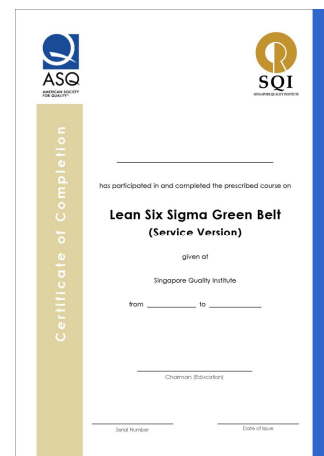 ASQ
AMERICAN SOCIETY
FOR QUALITY
SQI
SINGAPORE QUALITY INSTITUTE
Certificate of Completion
has participated in and completed the prescribed course on
Lean Six Sigma Green Belt
(Service Version)
given at
Singapore Quality Institute
from to
Chairman (Education)
Serial Number Date of Issue